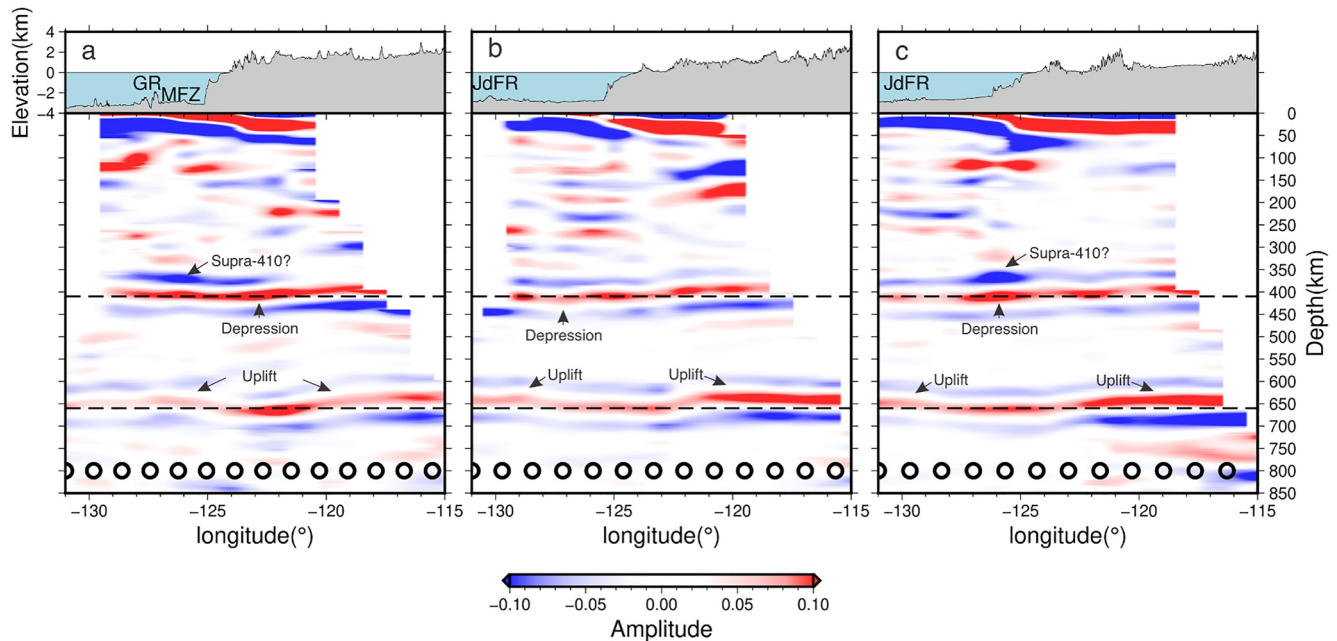 a
b
c
Elevation(km)
4
2
0
−2
−4
GR
MFZ
JdFR
JdFR
0
50
100
150
200
250
300
350
400
450
500
550
600
650
700
750
800
850
Depth(km)
Supra-410?
Depression
Uplift
Depression
Uplift
Uplift
Supra-410?
Depression
Uplift
Uplift
−130
−125
−120
−115
longitude(°)
−130
−125
−120
−115
longitude(°)
−130
−125
−120
−115
longitude(°)
−0.10
−0.05
0.00
0.05
0.10
Amplitude